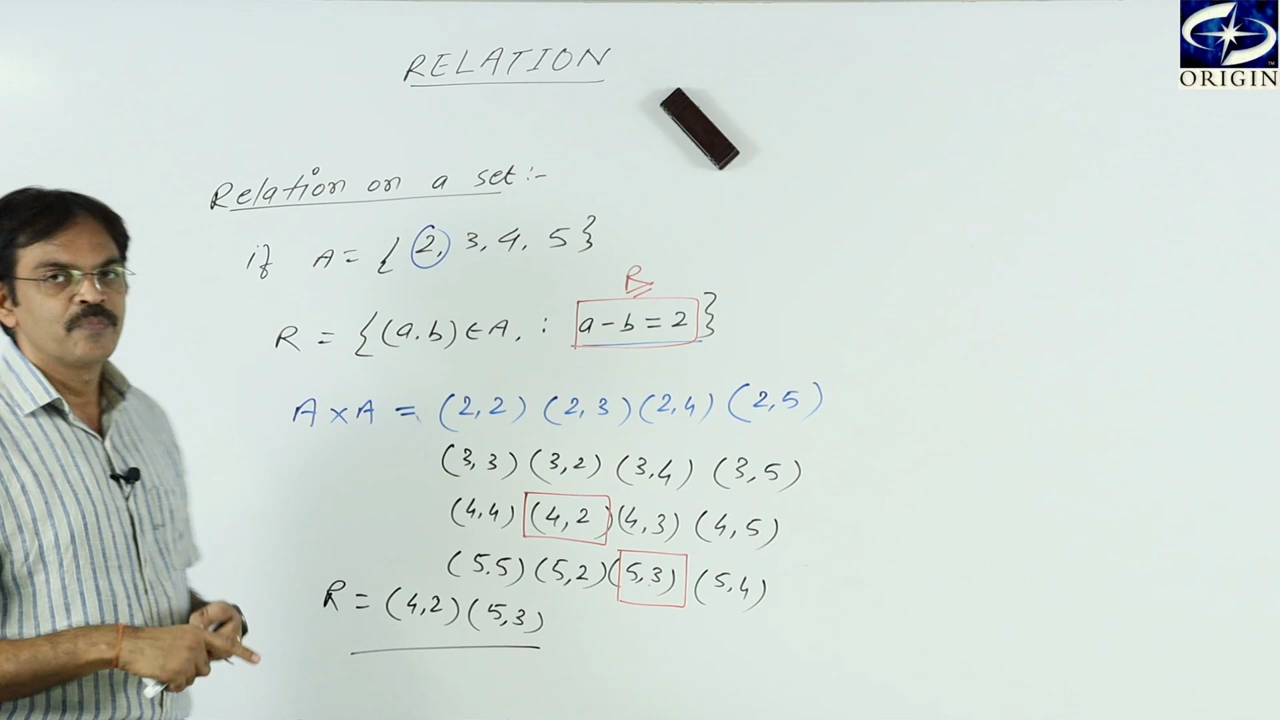 RELATION
ORIGIN
Relation on a set :-
if A = { 2, 3, 4, 5 }
R
R = {(a.b) ∈ A, : a - b = 2 }
A × A = (2,2) (2,3) (2,4) (2,5)
(3,3) (3,2) (3,4) (3,5)
(4,4) (4,2) (4,3) (4,5)
(5.5) (5,2) (5,3) (5,4)
R = (4,2) (5,3)